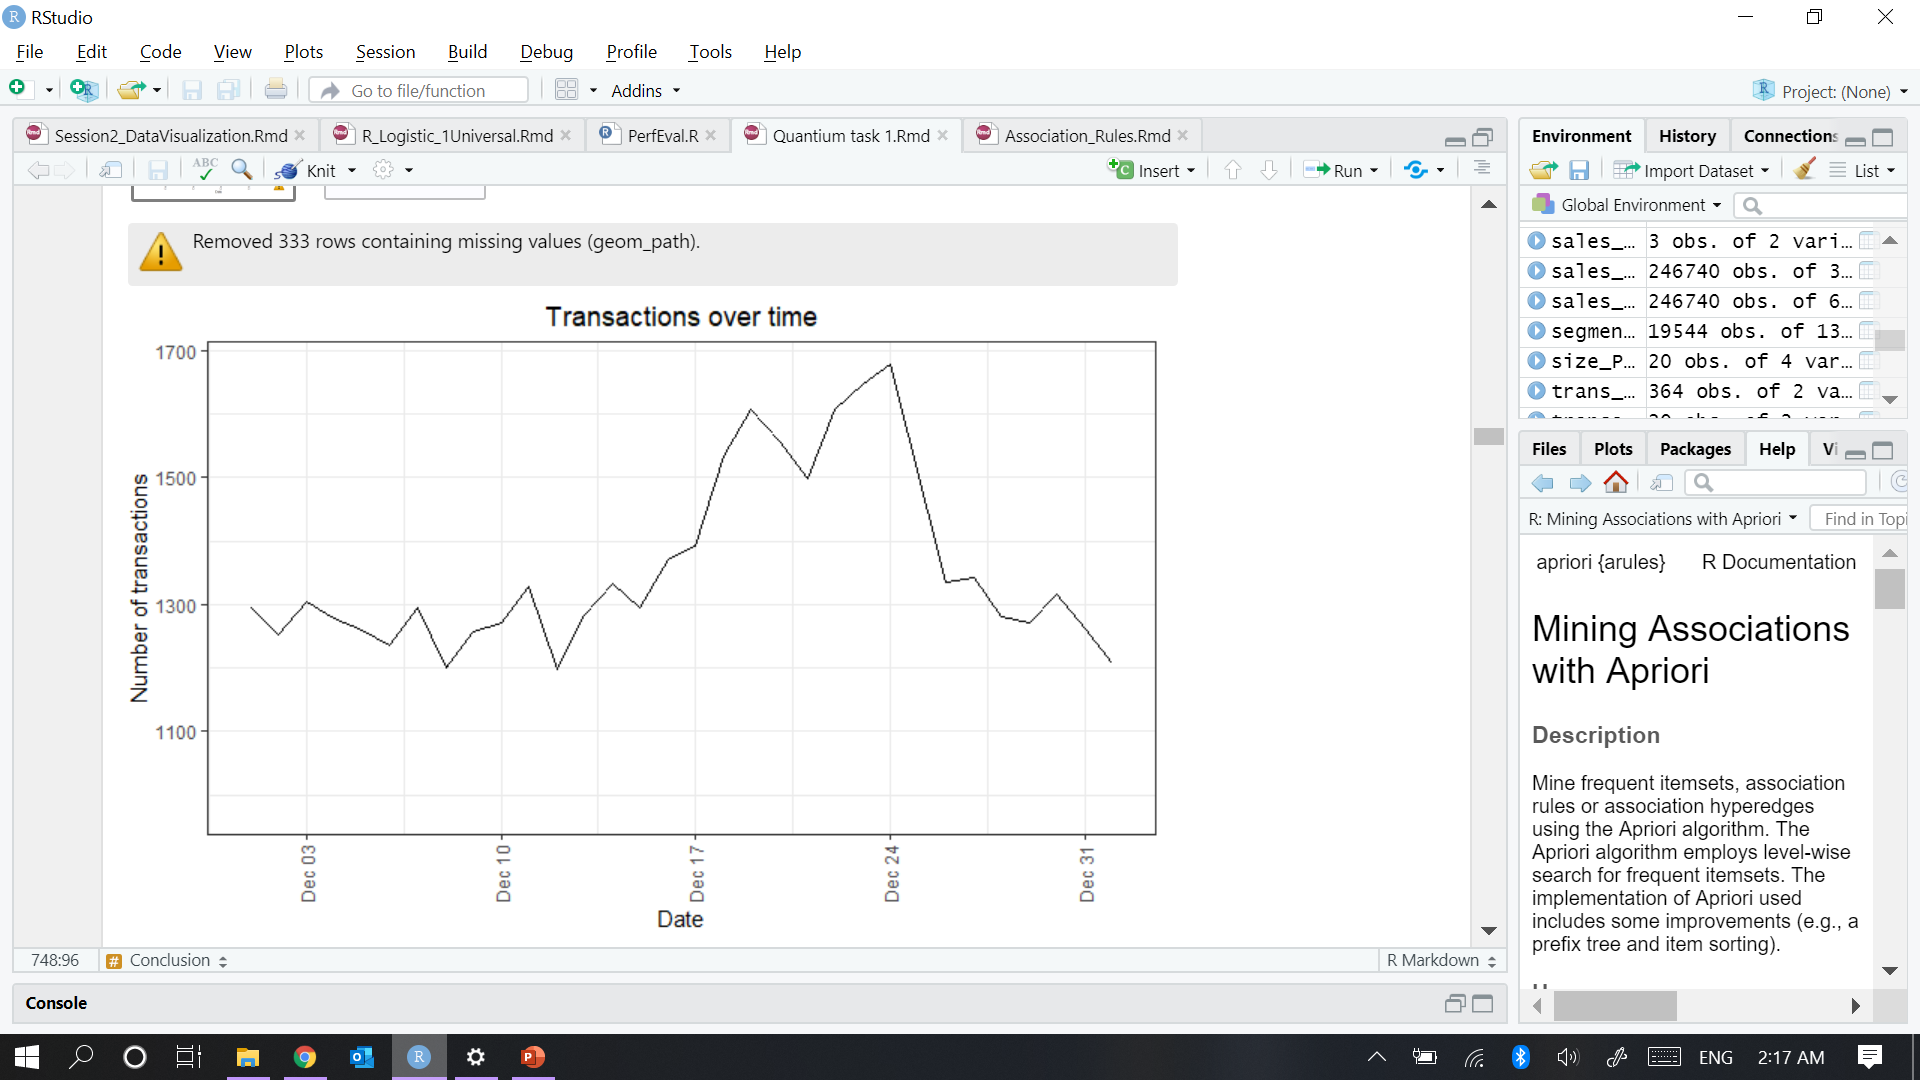 RStudio
File Edit Code View Plots Session Build Debug Profile Tools Help
Go to file/function
Addins
Project: (None)
Session2_DataVisualization.Rmd
R_Logistic_1Universal.Rmd
PerfEval.R
Quantium task 1.Rmd
Association_Rules.Rmd
ABC Knit Insert Run
Removed 333 rows containing missing values (geom_path).
Transactions over time
Number of transactions
1700
1500
1300
1100
Dec 03
Dec 10
Dec 17
Dec 24
Dec 31
Date
748:96 Conclusion R Markdown
Console
Environment History Connections
Import Dataset List
Global Environment
sales_... 3 obs. of 2 vari...
sales_... 246740 obs. of 3...
sales_... 246740 obs. of 6...
segmen... 19544 obs. of 13...
size_P... 20 obs. of 4 var...
trans_... 364 obs. of 2 va...
Files Plots Packages Help
R: Mining Associations with Apriori Find in Topi
apriori {arules} R Documentation
Mining Associations
with Apriori
Description
Mine frequent itemsets, association
rules or association hyperedges
using the Apriori algorithm. The
Apriori algorithm employs level-wise
search for frequent itemsets. The
implementation of Apriori used
includes some improvements (e.g., a
prefix tree and item sorting).
ENG 2:17 AM